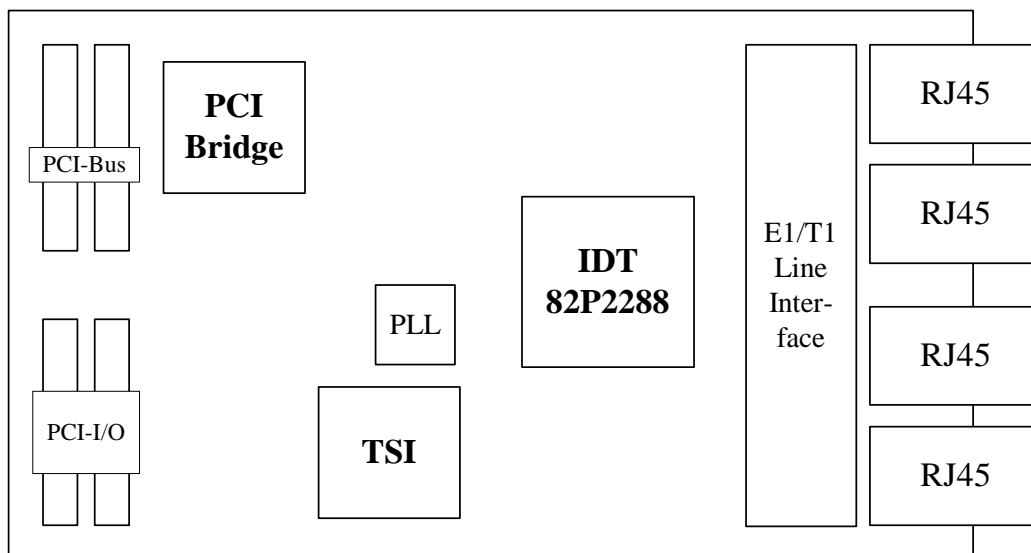 PCI
Bridge
PCI-Bus
IDT
82P2288
PLL
PCI-I/O
TSI
E1/T1
Line
Inter-
face
RJ45
RJ45
RJ45
RJ45